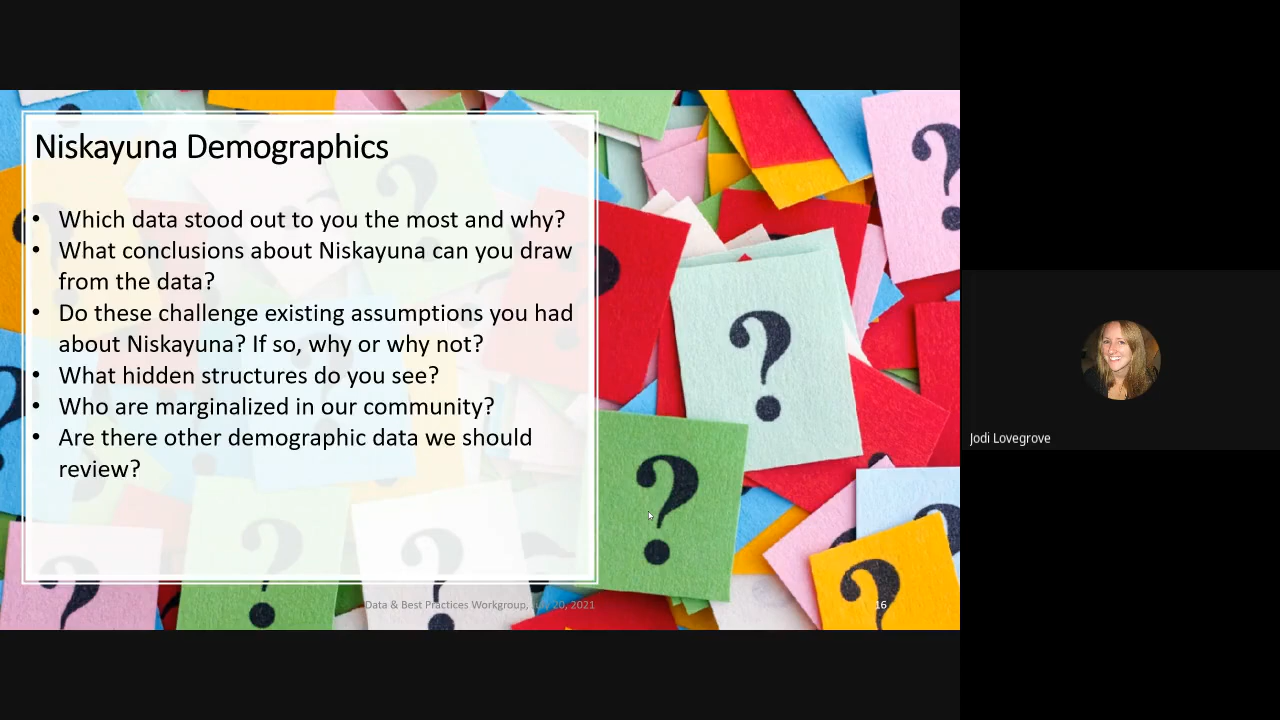 Niskayuna Demographics
• Which data stood out to you the most and why?
• What conclusions about Niskayuna can you draw
from the data?
• Do these challenge existing assumptions you had
about Niskayuna? If so, why or why not?
• What hidden structures do you see?
• Who are marginalized in our community?
• Are there other demographic data we should
review?
Data & Best Practices Workgroup, 20, 2021
16
Jodi Lovegrove